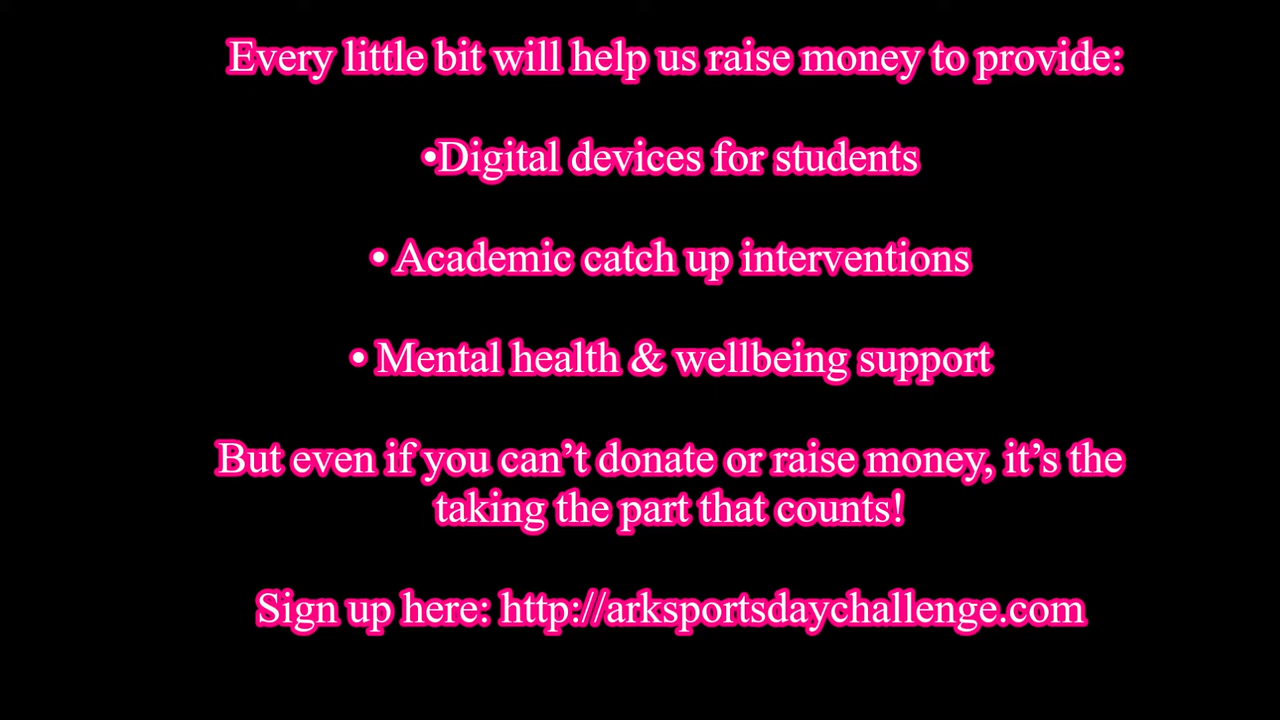 Every little bit will help us raise money to provide:
•Digital devices for students
• Academic catch up interventions
• Mental health & wellbeing support
But even if you can’t donate or raise money, it’s the
taking the part that counts!
Sign up here: http://arksportsdaychallenge.com